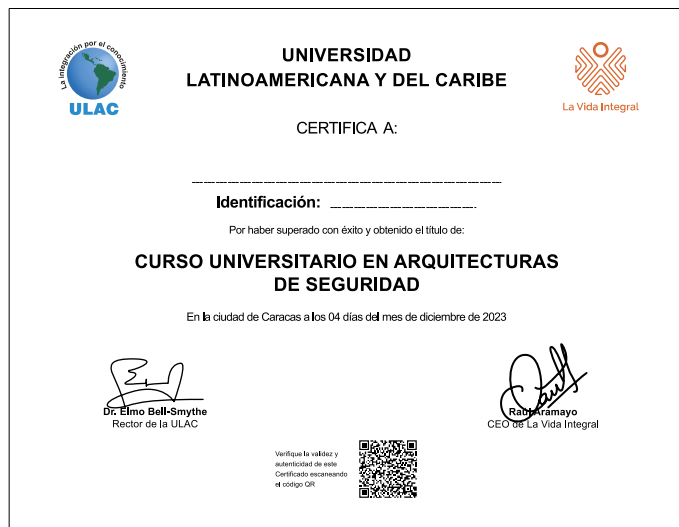 La integración por el conocimiento
ULAC
UNIVERSIDAD
LATINOAMERICANA Y DEL CARIBE
La Vida Integral
CERTIFICA A:
Identificación:
Por haber superado con éxito y obtenido el título de:
CURSO UNIVERSITARIO EN ARQUITECTURAS
DE SEGURIDAD
En la ciudad de Caracas a los 04 días del mes de diciembre de 2023
Dr. Elmo Bell-Smythe
Rector de la ULAC
Raúl Aramayo
CEO de La Vida Integral
Verifique la validez y
autenticidad de este
Certificado escaneando
el código QR